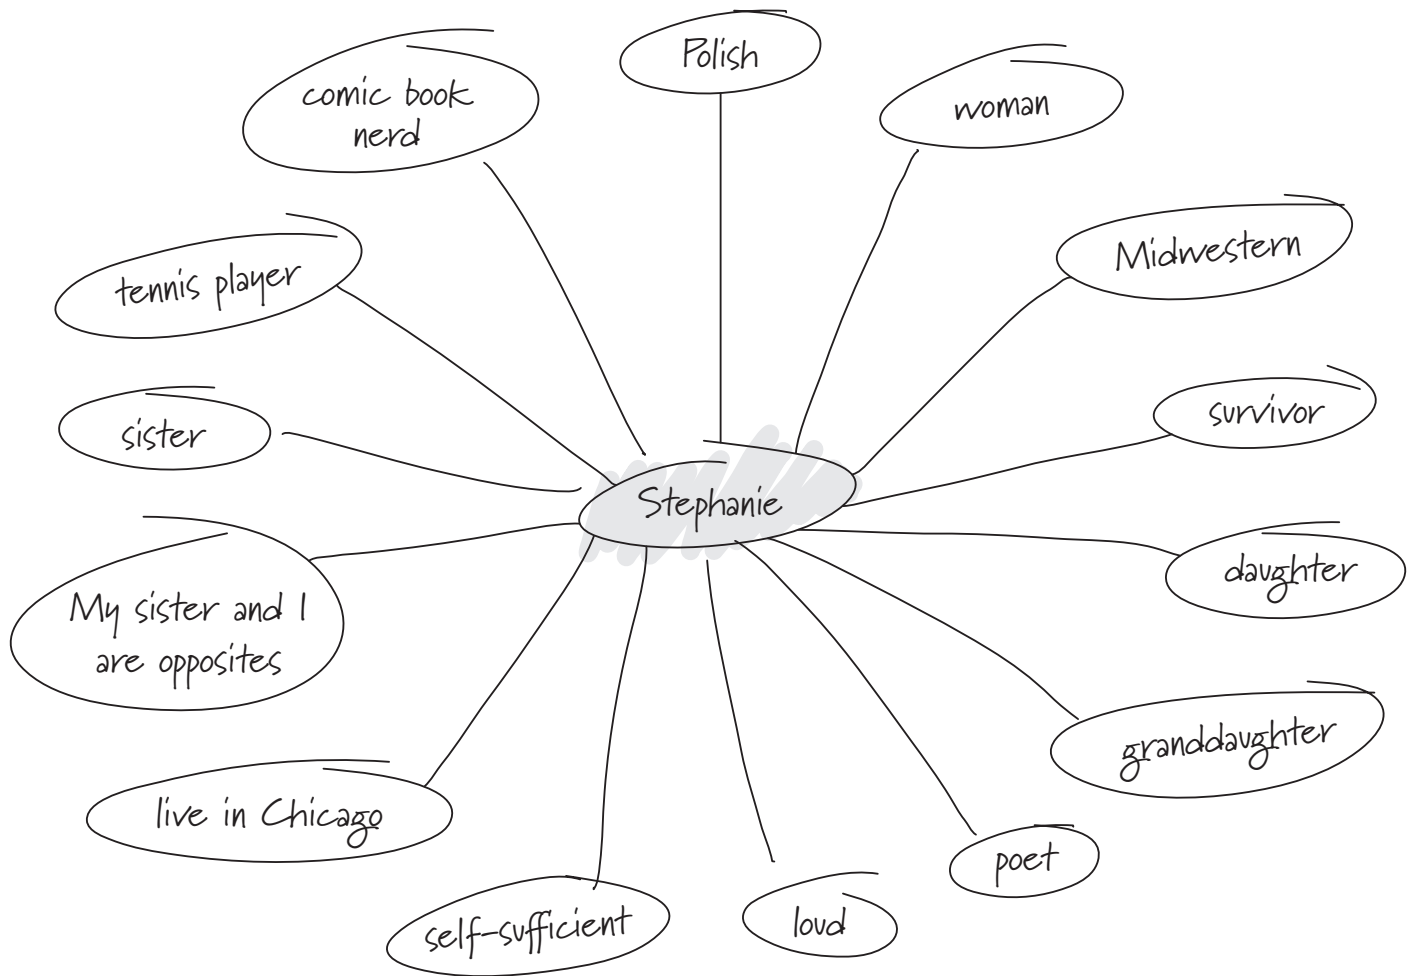 Polish
comic book
nerd
woman
Midwestern
tennis player
survivor
sister
Stephanie
daughter
My sister and I
are opposites
granddaughter
live in Chicago
poet
self-sufficient
loud